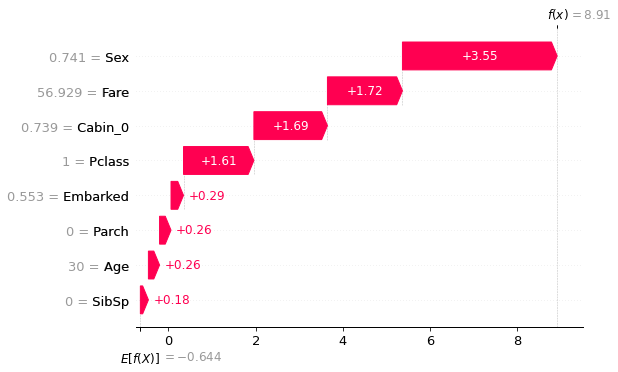 f(x) = 8.91
0.741 = Sex
+3.55
56.929 = Fare
+1.72
0.739 = Cabin_0
+1.69
1 = Pclass
+1.61
0.553 = Embarked
+0.29
0 = Parch
+0.26
30 = Age
+0.26
0 = SibSp
+0.18
0 2 4 6 8
E[f(X)] = −0.644